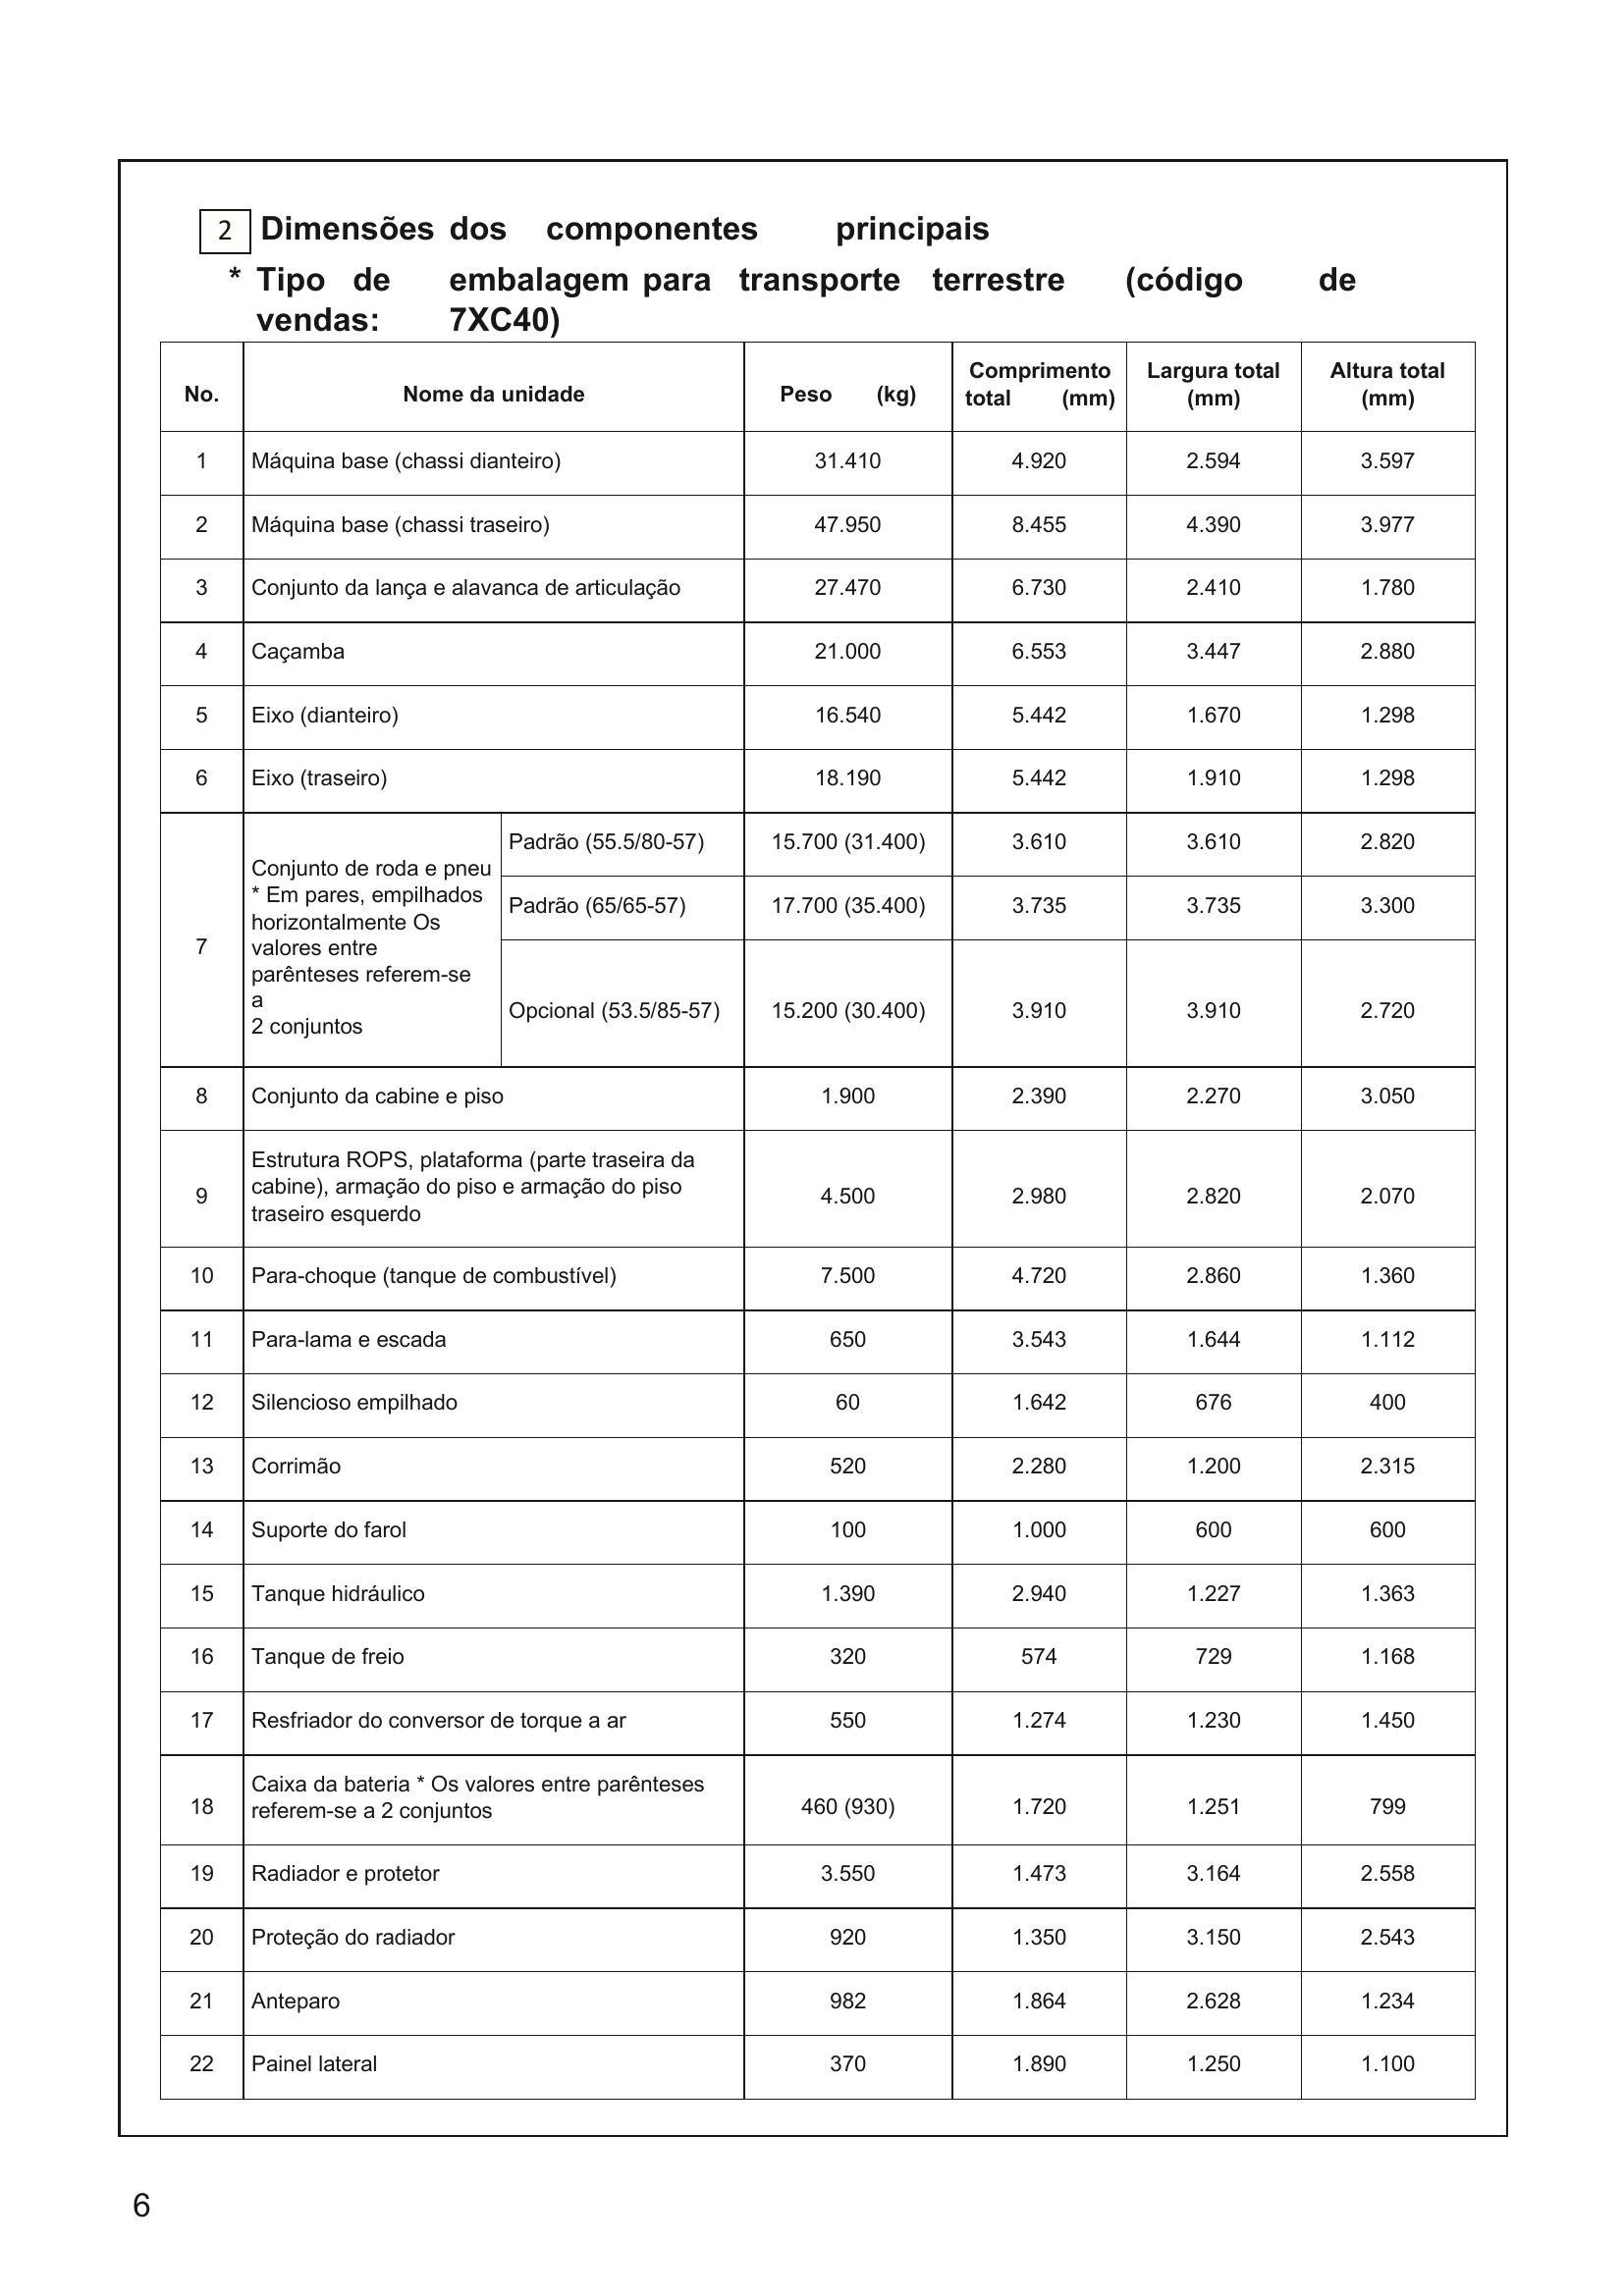 2 Dimensões dos componentes principais
* Tipo de embalagem para transporte terrestre (código de
vendas: 7XC40)
No. Nome da unidade Peso (kg) Comprimento total (mm) Largura total (mm) Altura total (mm)
1 Máquina base (chassi dianteiro) 31.410 4.920 2.594 3.597
2 Máquina base (chassi traseiro) 47.950 8.455 4.390 3.977
3 Conjunto da lança e alavanca de articulação 27.470 6.730 2.410 1.780
4 Caçamba 21.000 6.553 3.447 2.880
5 Eixo (dianteiro) 16.540 5.442 1.670 1.298
6 Eixo (traseiro) 18.190 5.442 1.910 1.298
7
Conjunto de roda e pneu
* Em pares, empilhados
horizontalmente Os
valores entre
parênteses referem-se
a
2 conjuntos
Padrão (55.5/80-57) 15.700 (31.400) 3.610 3.610 2.820
Padrão (65/65-57) 17.700 (35.400) 3.735 3.735 3.300
Opcional (53.5/85-57) 15.200 (30.400) 3.910 3.910 2.720
8 Conjunto da cabine e piso 1.900 2.390 2.270 3.050
9
Estrutura ROPS, plataforma (parte traseira da
cabine), armação do piso e armação do piso
traseiro esquerdo
4.500 2.980 2.820 2.070
10 Para-choque (tanque de combustível) 7.500 4.720 2.860 1.360
11 Para-lama e escada 650 3.543 1.644 1.112
12 Silencioso empilhado 60 1.642 676 400
13 Corrimão 520 2.280 1.200 2.315
14 Suporte do farol 100 1.000 600 600
15 Tanque hidráulico 1.390 2.940 1.227 1.363
16 Tanque de freio 320 574 729 1.168
17 Resfriador do conversor de torque a ar 550 1.274 1.230 1.450
18
Caixa da bateria * Os valores entre parênteses
referem-se a 2 conjuntos
460 (930) 1.720 1.251 799
19 Radiador e protetor 3.550 1.473 3.164 2.558
20 Proteção do radiador 920 1.350 3.150 2.543
21 Anteparo 982 1.864 2.628 1.234
22 Painel lateral 370 1.890 1.250 1.100
6